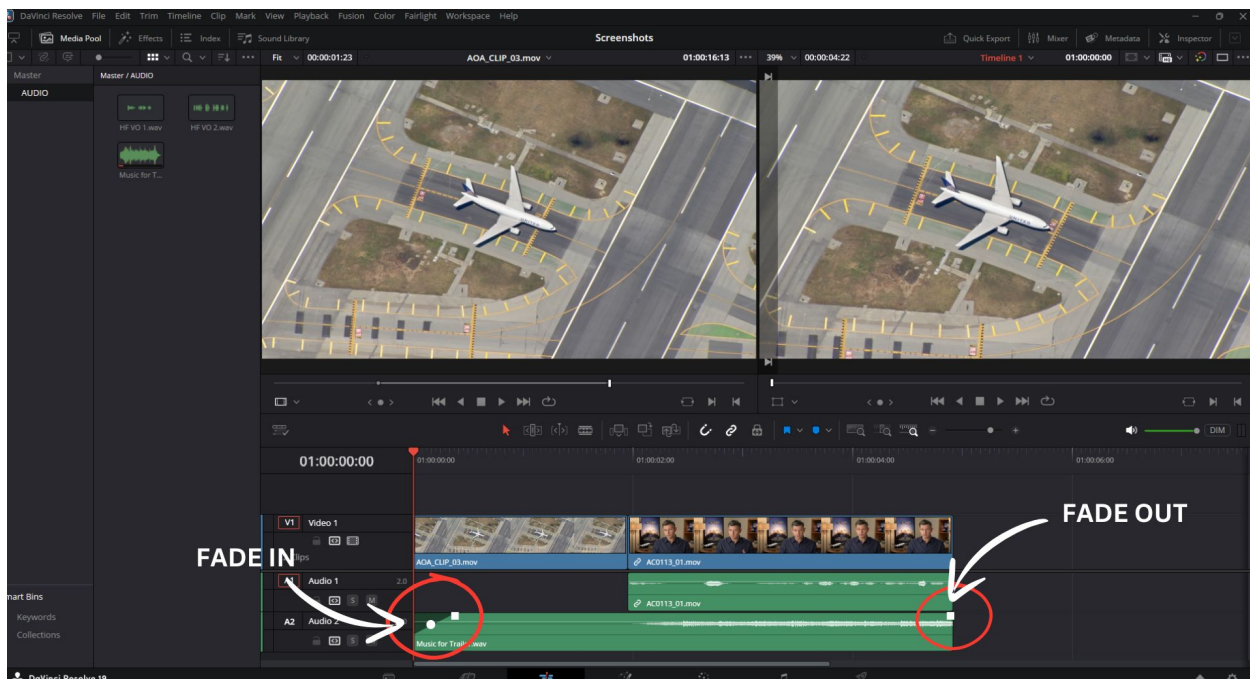 DaVinci Resolve File Edit Trim Timeline Clip Mark View Playback Fusion Color Fairlight Workspace Help
Media Pool Effects Index Sound Library Screenshots Quick Export Mixer Metadata Inspector
Fit 00:00:01:23 AOA_CLIP_03.mov 01:00:16:13 39% 00:00:04:22 Timeline 1 01:00:00:00
Master Master / AUDIO
AUDIO
HF VO 1.wav HF VO 2.wav
Music for T...
UNITED UNITED
DIM
01:00:00:00 01:00:00:00 01:00:02:00 01:00:04:00 01:00:06:00
FADE OUT
V1 Video 1
FADE IN
AOA_CLIP_03.mov AC0113_01.mov
A1 Audio 1 2.0
S M AC0113_01.mov
A2 Audio 2
S
Music for Trail wav
mart Bins
Keywords
Collections
DaVinci Resolve 19